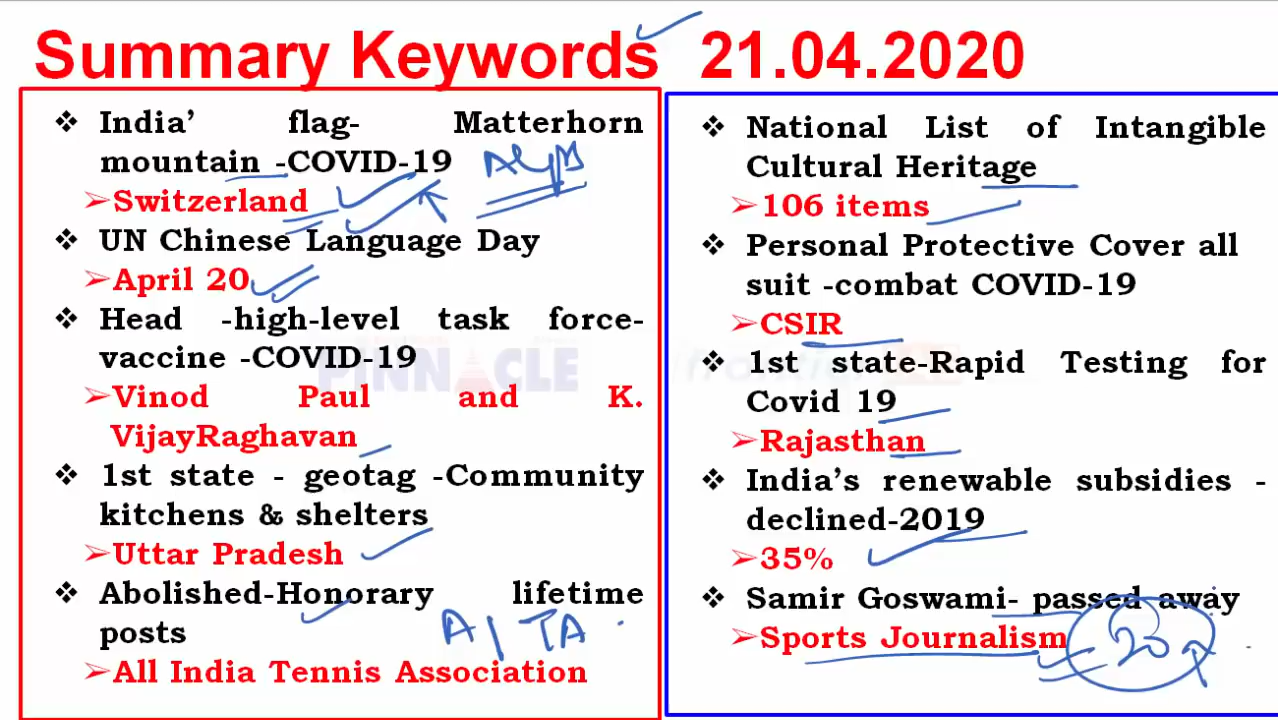 Summary Keywords 21.04.2020
❖ India' flag- Matterhorn
mountain -COVID-19
➢Switzerland
❖ UN Chinese Language Day
➢April 20
❖ Head -high-level task force-
vaccine -COVID-19
➢Vinod Paul and K.
VijayRaghavan
❖ 1st state - geotag -Community
kitchens & shelters
➢Uttar Pradesh
❖ Abolished-Honorary lifetime
posts
➢All India Tennis Association
AITA
❖ National List of Intangible
Cultural Heritage
➢106 items
❖ Personal Protective Cover all
suit -combat COVID-19
➢CSIR
❖ 1st state-Rapid Testing for
Covid 19
➢Rajasthan
❖ India's renewable subsidies -
declined-2019
➢35%
❖ Samir Goswami- passed away
➢Sports Journalism
PINNACLE